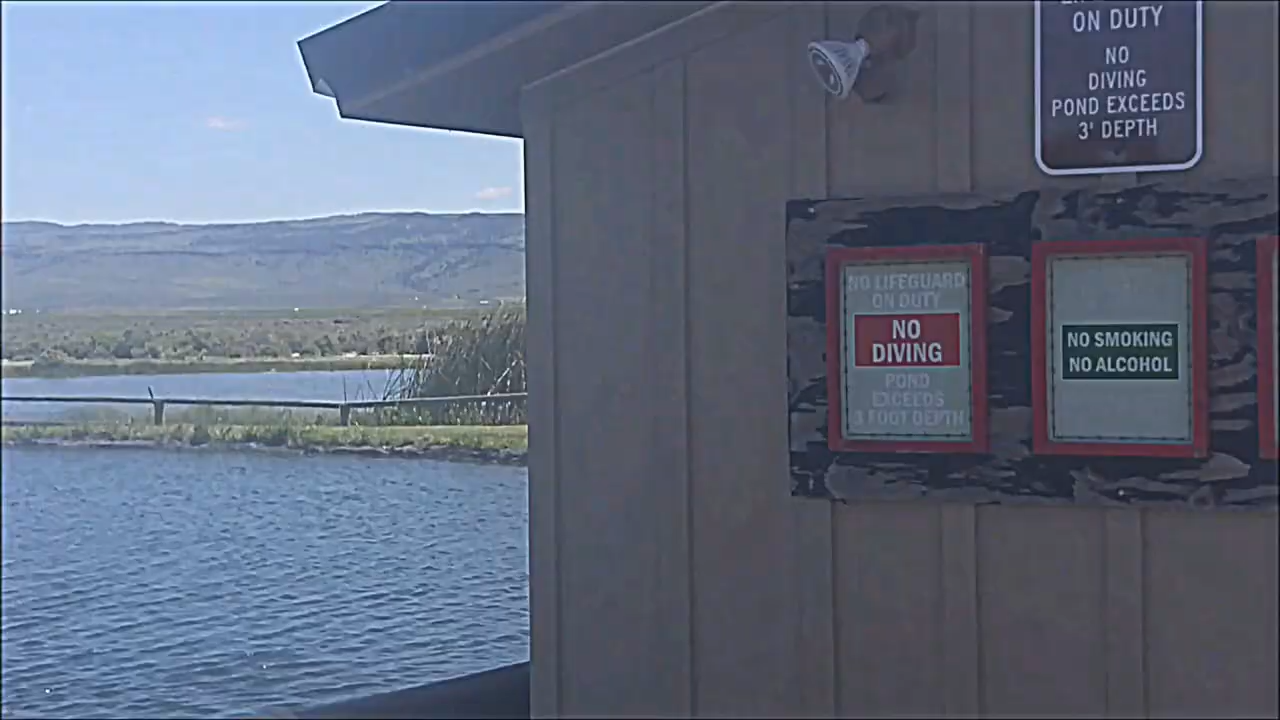 ON DUTY
NO
DIVING
POND EXCEEDS
3' DEPTH
NO LIFEGUARD
ON DUTY
NO
DIVING
POND
EXCEEDS
3 FOOT DEPTH
NO SMOKING
NO ALCOHOL